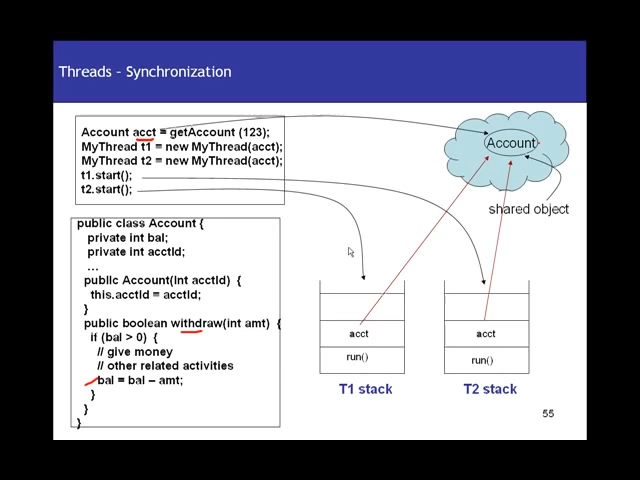 Threads – Synchronization
Account acct = getAccount (123);
MyThread t1 = new MyThread(acct);
MyThread t2 = new MyThread(acct);
t1.start();
t2.start();
Account
shared object
public class Account {
private int bal;
private int acctId;
…
public Account(int acctId) {
this.acctId = acctId;
}
public boolean withdraw(int amt) {
if (bal > 0) {
// give money
// other related activities
bal = bal – amt;
}
}
}
acct
run()
T1 stack
acct
run()
T2 stack
55